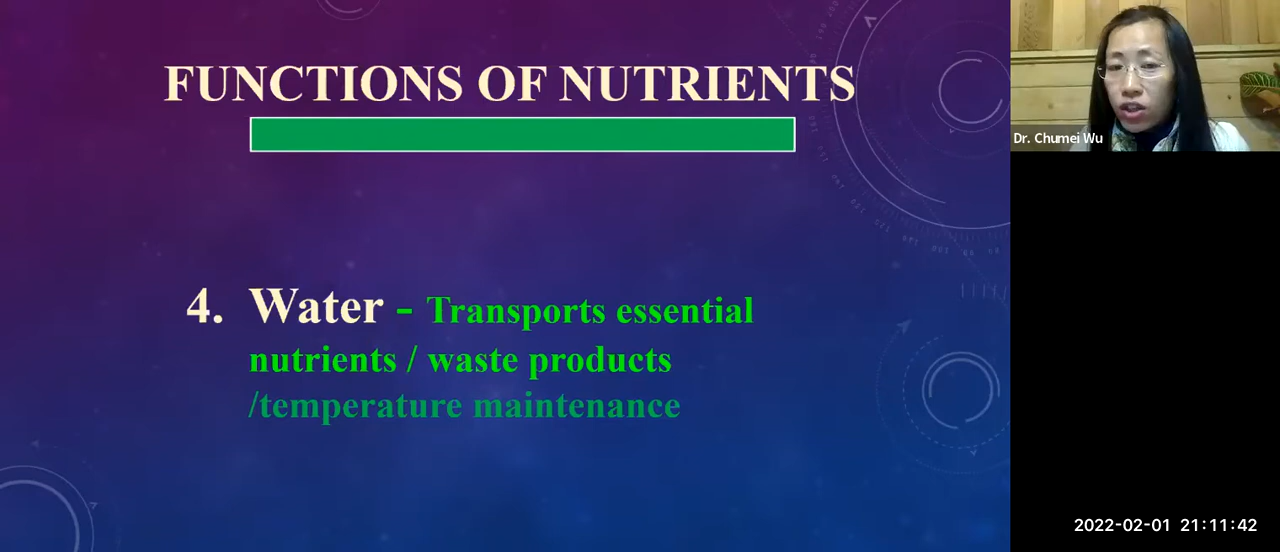 FUNCTIONS OF NUTRIENTS
4. Water - Transports essential
nutrients / waste products
/temperature maintenance
Dr. Chumei Wu
2022-02-01 21:11:42